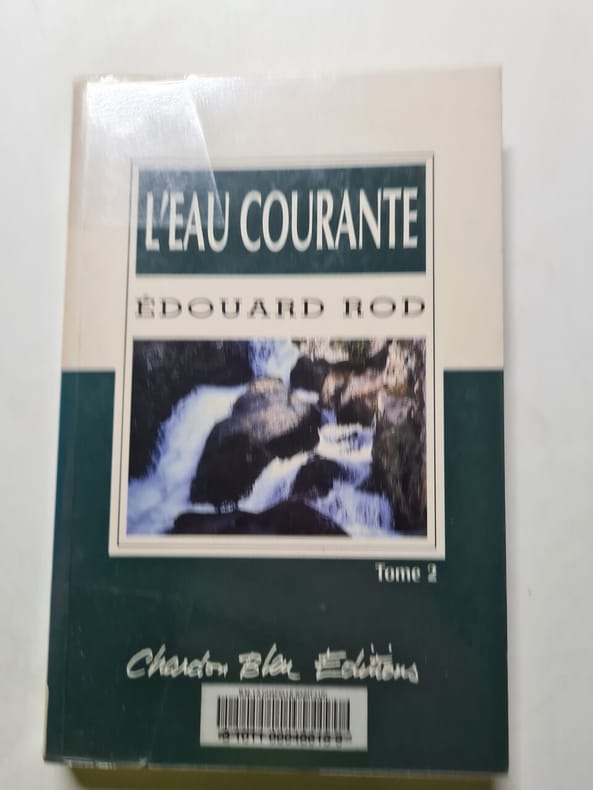 L'EAU COURANTE
ÉDOUARD ROD
Tome 2
Chardon Bleu Éditions